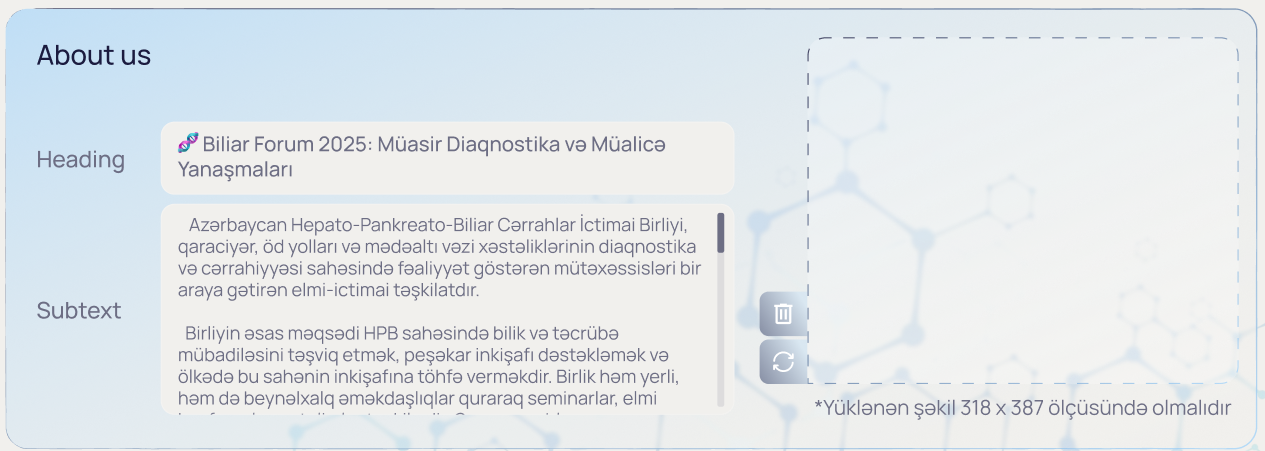 About us
Heading
🧬 Biliar Forum 2025: Müasir Diaqnostika və Müalicə
Yanaşmaları
Subtext
Azərbaycan Hepato-Pankreato-Biliar Cərrahlar İctimai Birliyi,
qaraciyər, öd yolları və mədəaltı vəzi xəstəliklərinin diaqnostika
və cərrahiyyəsi sahəsində fəaliyyət göstərən mütəxəssisləri bir
araya gətirən elmi-ictimai təşkilatdır.
Birliyin əsas məqsədi HPB sahəsində bilik və təcrübə
mübadiləsini təşviq etmək, peşəkar inkişafı dəstəkləmək və
ölkədə bu sahənin inkişafına töhfə verməkdir. Birlik həm yerli,
həm də beynəlxalq əməkdaşlıqlar quraraq seminarlar, elmi
*Yüklənən şəkil 318 x 387 ölçüsündə olmalıdır